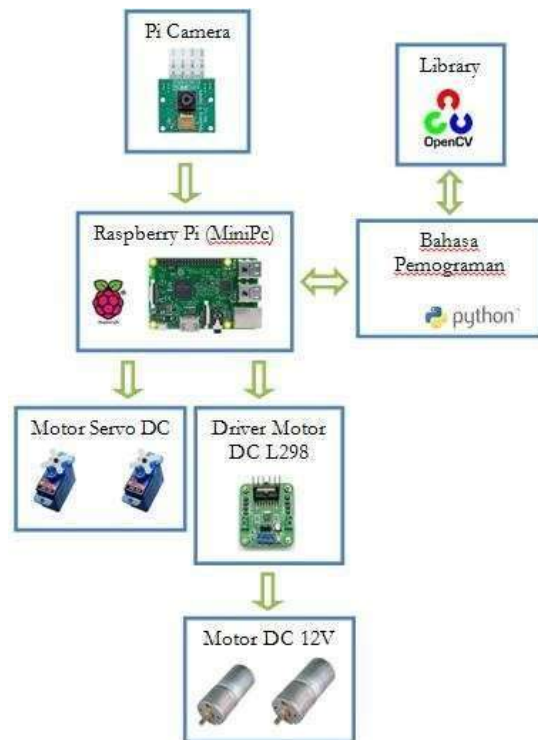 Pi Camera
Library
OpenCV
Raspberry Pi (MiniPc)
Bahasa
Pemograman
python
Motor Servo DC
Driver Motor
DC L298
Motor DC 12V